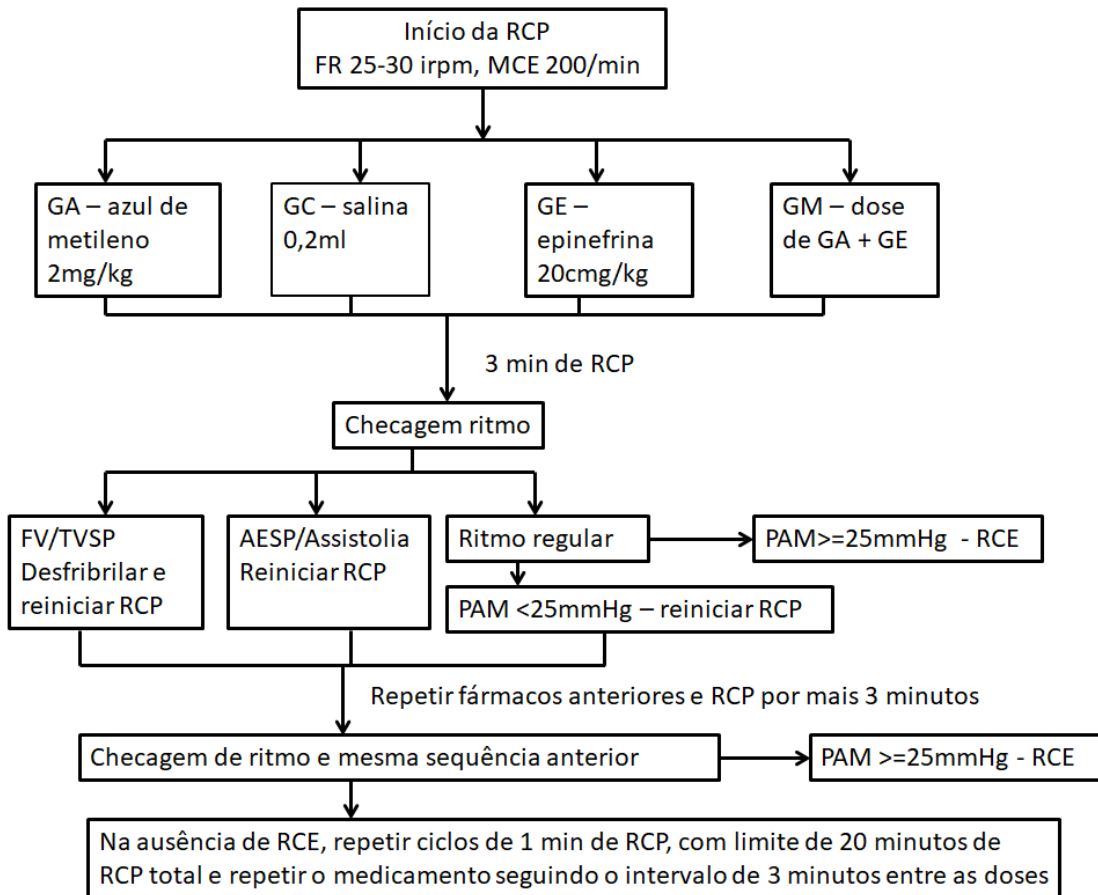 Início da RCP
FR 25-30 irpm, MCE 200/min
GA – azul de
metileno
2mg/kg
GC – salina
0,2ml
GE –
epinefrina
20cmg/kg
GM – dose
de GA + GE
3 min de RCP
Checagem ritmo
FV/TVSP
Desfribrilar e
reiniciar RCP
AESP/Assistolia
Reiniciar RCP
Ritmo regular
PAM>=25mmHg - RCE
PAM <25mmHg – reiniciar RCP
Repetir fármacos anteriores e RCP por mais 3 minutos
Checagem de ritmo e mesma sequência anterior
PAM >=25mmHg - RCE
Na ausência de RCE, repetir ciclos de 1 min de RCP, com limite de 20 minutos de
RCP total e repetir o medicamento seguindo o intervalo de 3 minutos entre as doses